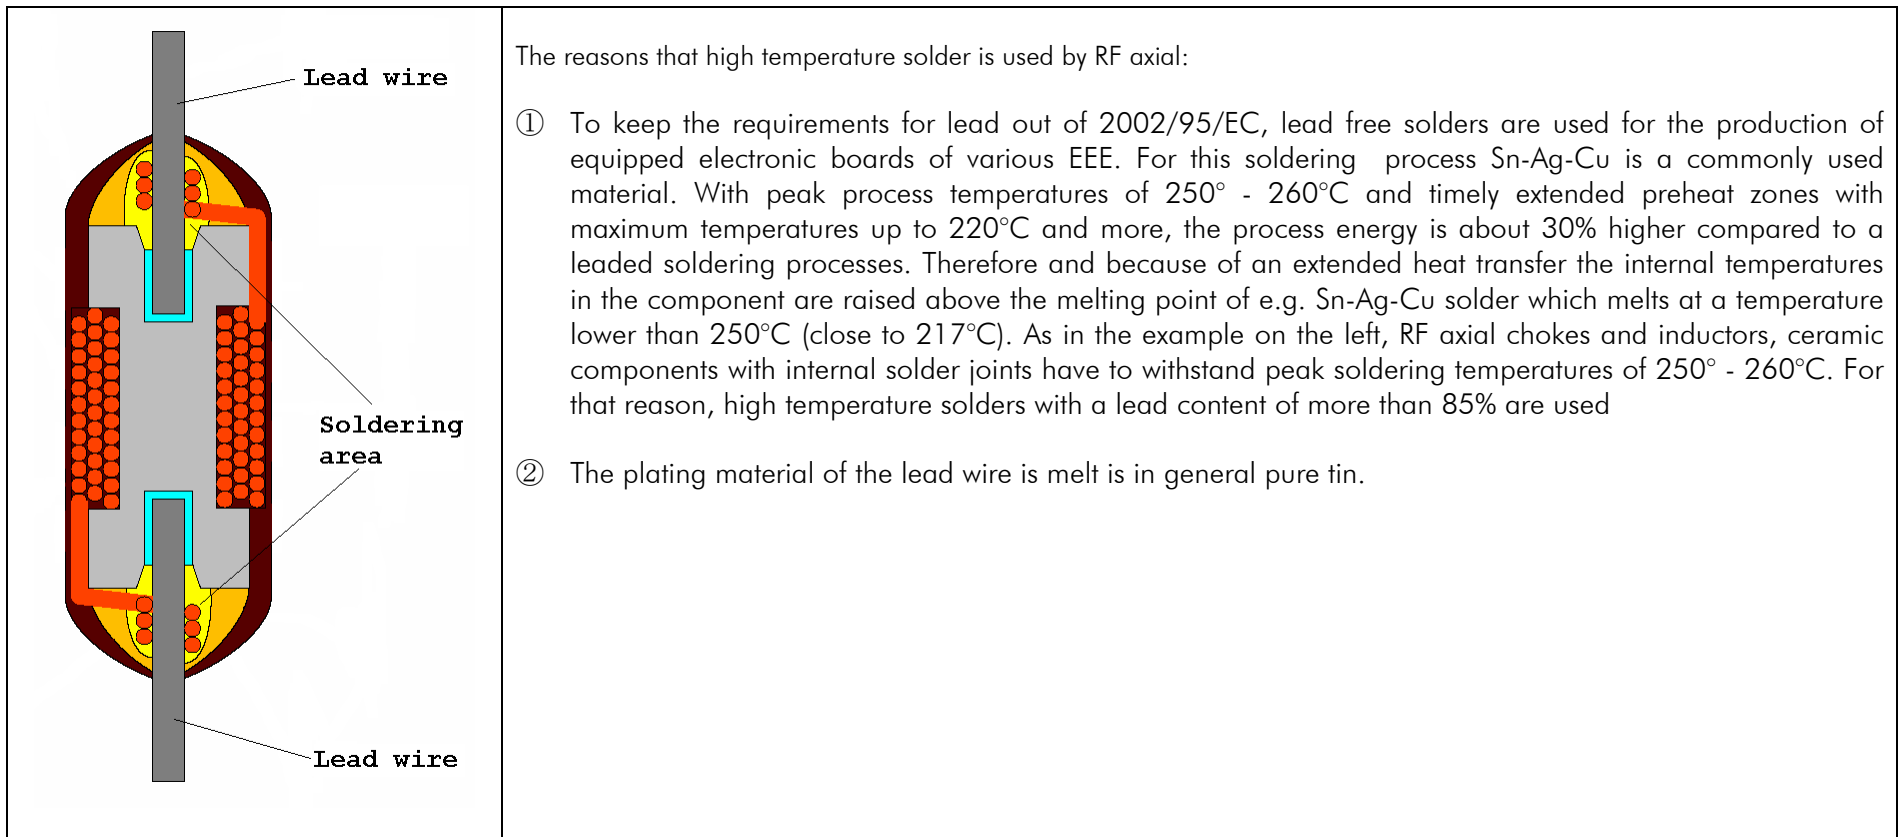 Lead wire
Soldering
area
Lead wire
The reasons that high temperature solder is used by RF axial:
① To keep the requirements for lead out of 2002/95/EC, lead free solders are used for the production of
equipped electronic boards of various EEE. For this soldering process Sn-Ag-Cu is a commonly used
material. With peak process temperatures of 250° - 260°C and timely extended preheat zones with
maximum temperatures up to 220°C and more, the process energy is about 30% higher compared to a
leaded soldering processes. Therefore and because of an extended heat transfer the internal temperatures
in the component are raised above the melting point of e.g. Sn-Ag-Cu solder which melts at a temperature
lower than 250°C (close to 217°C). As in the example on the left, RF axial chokes and inductors, ceramic
components with internal solder joints have to withstand peak soldering temperatures of 250° - 260°C. For
that reason, high temperature solders with a lead content of more than 85% are used
② The plating material of the lead wire is melt is in general pure tin.